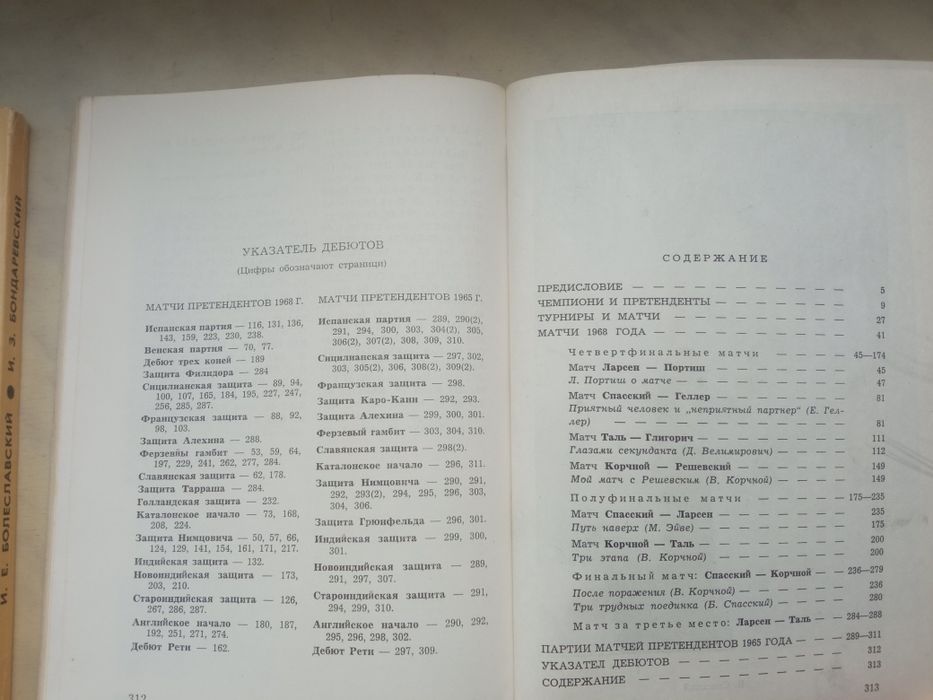 И. Е. БОЛЕСЛАВСКИЙ ● И. З. БОНДАРЕВСКИЙ
УКАЗАТЕЛЬ ДЕБЮТОВ
(Цифры обозначают страници)
МАТЧИ ПРЕТЕНДЕНТОВ 1968 Г.
Испанская партия — 116, 131, 136,
143, 159, 223, 230, 238.
Венская партия — 70, 77.
Дебют трех коней — 189
Защита Филидора — 284
Сицилианская защита — 89, 94,
100, 107, 165, 184, 195, 227, 247,
256, 285, 287.
Французская защита — 88, 92,
98, 103.
Защита Алехина — 288.
Ферзевны гамбит — 53, 59, 64,
197, 229, 241, 262, 277, 284.
Славянская защита — 62, 178.
Защита Тарраша — 284.
Голландская защита — 232.
Каталонское начало — 73, 168,
208, 224.
Защита Нимцовича — 50, 57, 66,
124, 129, 141, 154, 161, 171, 217.
Индийская защита — 132.
Новоиндийская защита — 173,
203, 210.
Староиндийская защита — 126,
267, 286, 287.
Английское начало — 180, 187,
192, 251, 271, 274.
Дебют Рети — 162.
МАТЧИ ПРЕТЕНДЕНТОВ 1965 Г.
Испанская партия — 289, 290(2),
291, 294, 300, 303, 304(2), 305,
306(2), 307(2), 308, 309, 310.
Сицилианская защита — 297, 302,
303, 305(2), 306, 308(2), 309(2).
Французская защита — 298.
Защита Каро-Канн — 292, 293.
Защита Алехина — 299, 300, 301.
Ферзевый гамбит — 303, 304, 310.
Славянская защита — 298(2).
Каталонское начало — 296, 311.
Защита Нимцовича — 290, 291,
292, 293(2), 294, 295, 296, 303,
304, 306.
Защита Грюнфельда — 296, 301.
Индийская защита — 299, 300,
301.
Новоиндийская защита — 289,
291, 297, 307.
Староиндийская защита — 291,
294, 299, 310.
Английское начало — 290, 292,
295, 296, 298, 302.
Дебют Рети — 297, 309.
312
СОДЕРЖАНИЕ
ПРЕДИСЛОВИЕ — — — — — — — — — — — 5
ЧЕМПИОНИ И ПРЕТЕНДЕНТЫ — — — — — — — 9
ТУРНИРЫ И МАТЧИ — — — — — — — — — 27
МАТЧИ 1968 ГОДА — — — — — — — — — — 41
Четвертфинальные матчи — — — — — 45—174
Матч Ларсен — Портиш — — — — — — — 45
Л. Портиш о матче — — — — — — — — — 47
Матч Спасский — Геллер — — — — — — — 81
Приятный человек и „неприятный партнер“ (Е. Гел-
лер) — — — — — — — — — — — — 81
Матч Таль — Глигорич — — — — — — — 111
Глазами секунданта (Д. Велимирович) — — — — 112
Матч Корчной — Решевский — — — — — — 149
Мой матч с Решевским (В. Корчной) — — — — 149
Полуфинальные матчи — — — — — 175—235
Матч Спасский — Ларсен — — — — — — — 235
Путь наверх (М. Эйве) — — — — — — — — 175
Матч Корчной — Таль — — — — — — — — 200
Три этапа (В. Корчной) — — — — — — — — 200
Финальный матч: Спасский — Корчной — 236—279
После поражения (В. Корчной) — — — — — — 236
Три трудных поединка (Б. Спасский) — — — — 280
Матч за третье место: Ларсен — Таль — 284—288
ПАРТИИ МАТЧЕЙ ПРЕТЕНДЕНТОВ 1965 ГОДА — — — 289—311
УКАЗАТЕЛ ДЕБЮТОВ — — — — — — — — — 312
СОДЕРЖАНИЕ — — — — — — — — — — — 313
313